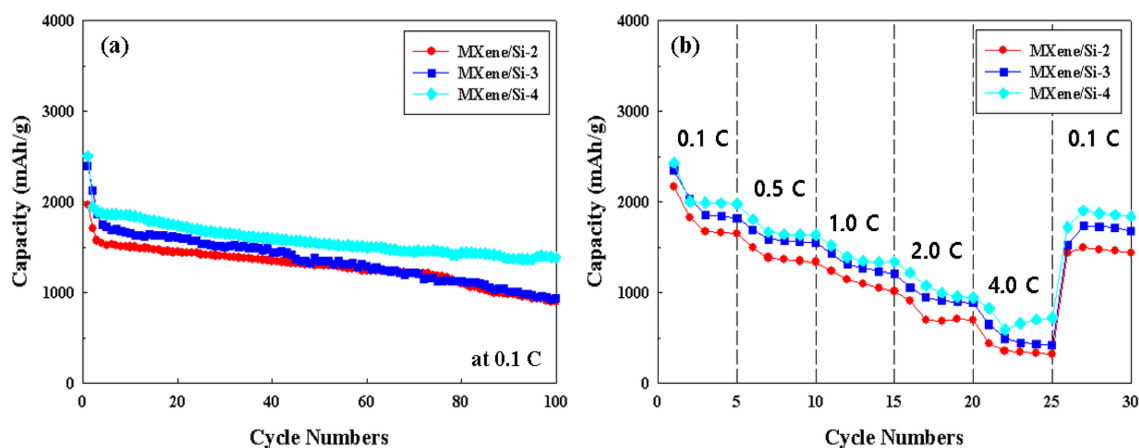 (a)
MXene/Si-2
MXene/Si-3
MXene/Si-4
Capacity (mAh/g)
4000
3000
2000
1000
0
at 0.1 C
0 20 40 60 80 100
Cycle Numbers
(b)
MXene/Si-2
MXene/Si-3
MXene/Si-4
Capacity (mAh/g)
4000
3000
2000
1000
0
0.1 C
0.5 C
1.0 C
2.0 C
4.0 C
0.1 C
0 5 10 15 20 25 30
Cycle Numbers